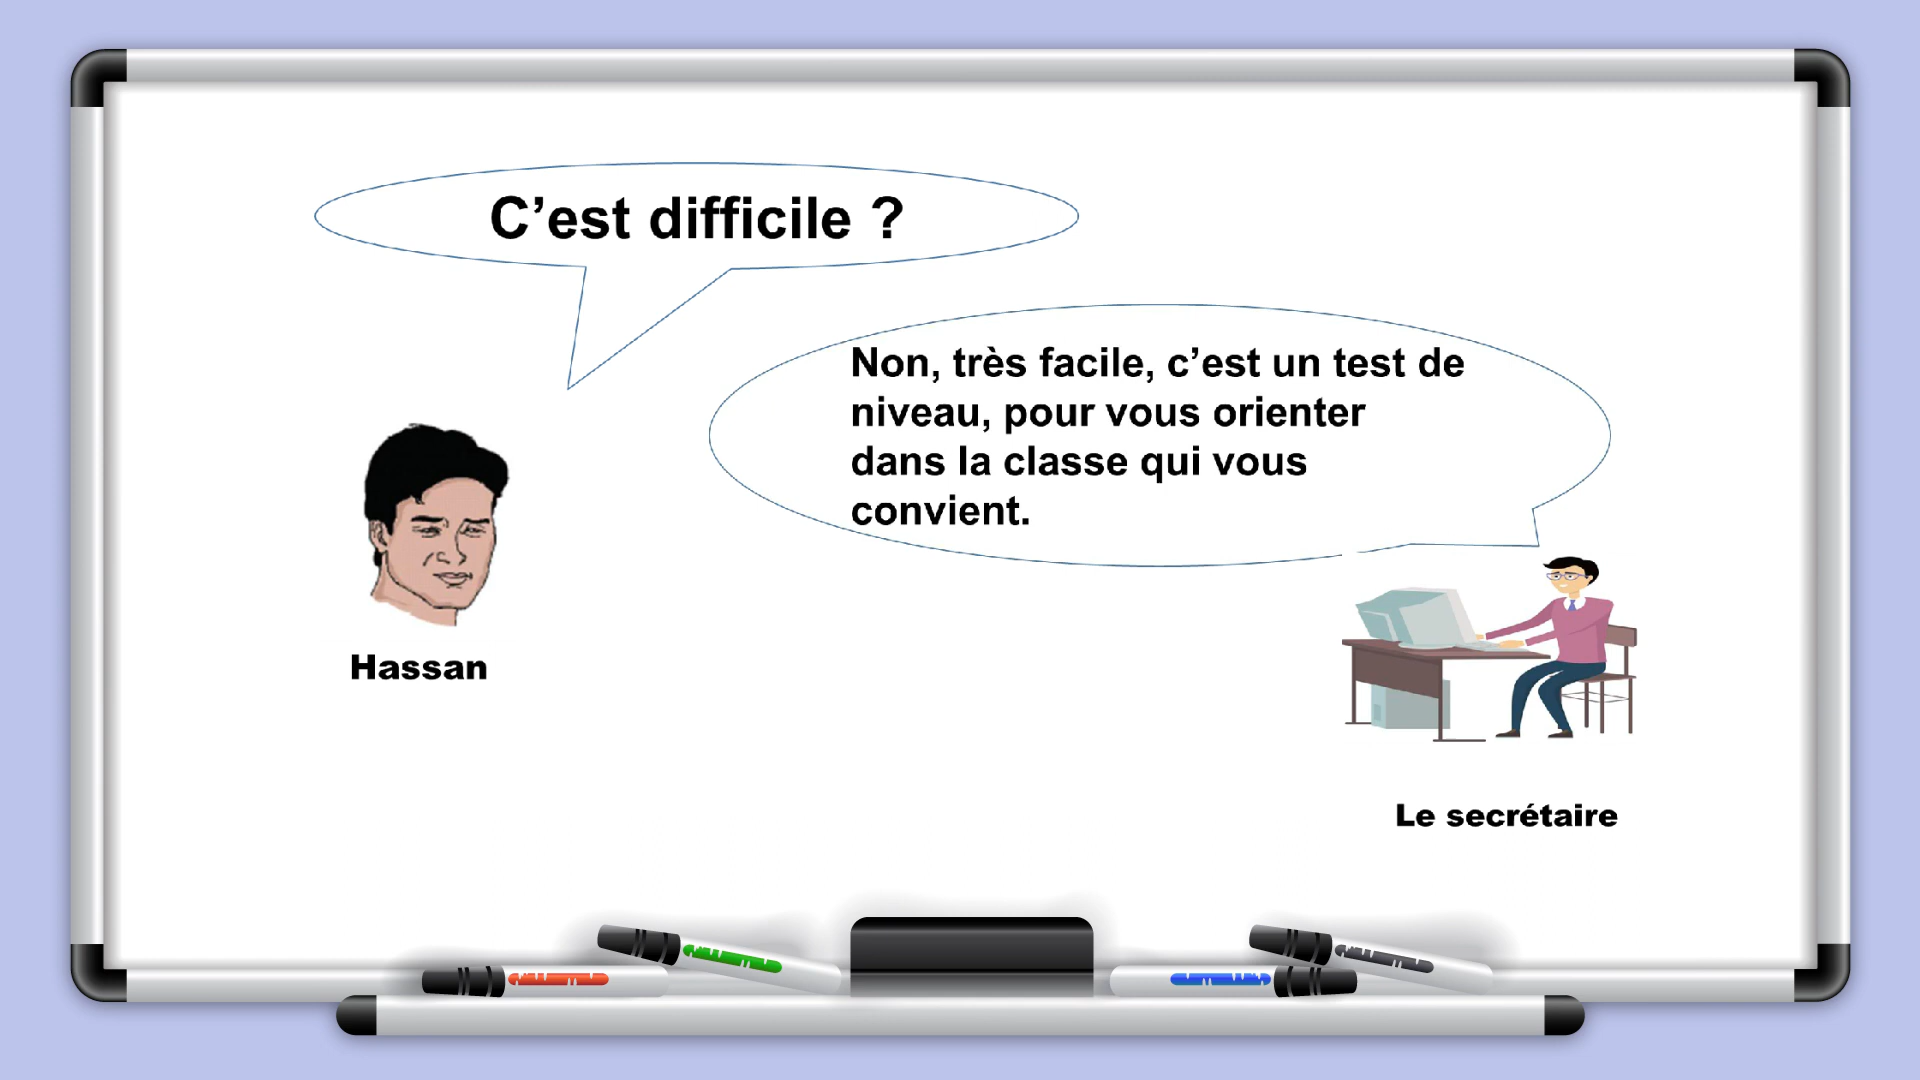 C’est difficile ?
Non, très facile, c’est un test de
niveau, pour vous orienter
dans la classe qui vous
convient.
Hassan
Le secrétaire